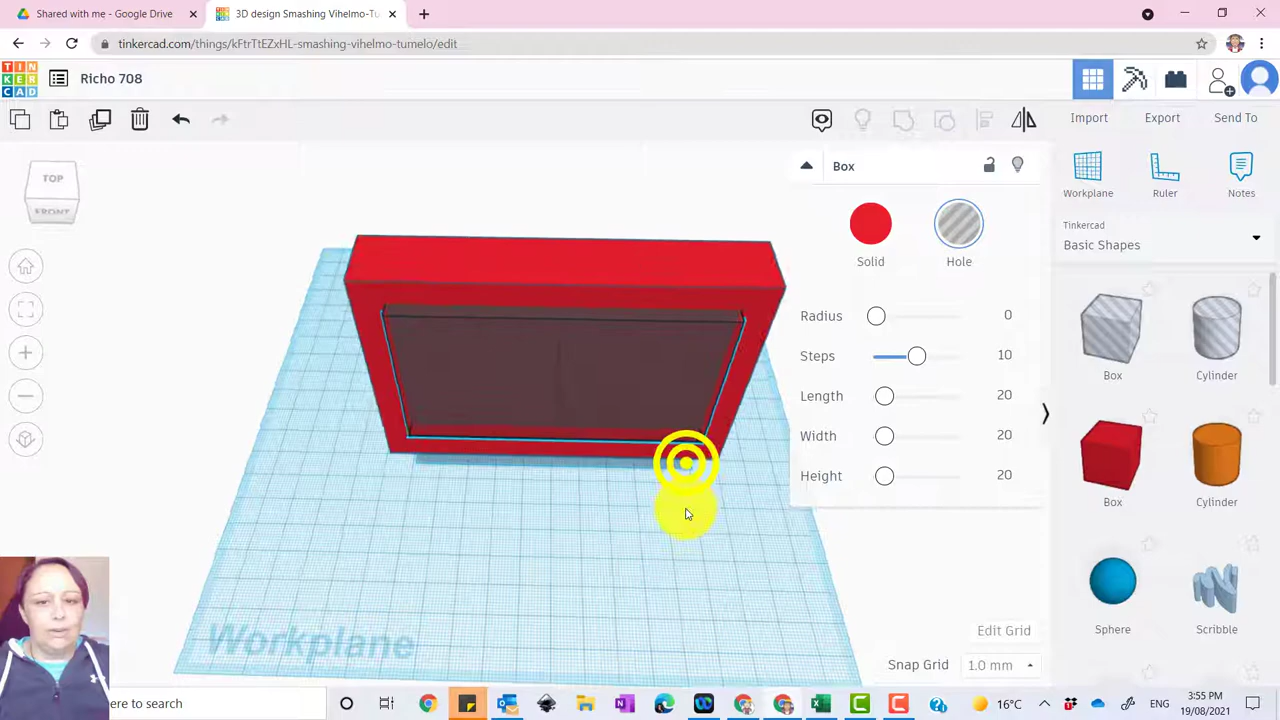 Shared with me - Google Drive
3D design Smashing Vihelmo-Tu
tinkercad.com/things/kFtrTtEZxHL-smashing-vihelmo-tumelo/edit
TIN
KER
CAD
Richo 708
Import
Export
Send To
TOP
FRONT
Box
Solid
Hole
Workplane
Ruler
Notes
Tinkercad
Basic Shapes
Radius 0
Steps 10
Length 20
Width 20
Height 20
Box
Cylinder
Box
Cylinder
Sphere
Scribble
Workplane
Edit Grid
Snap Grid 1.0 mm
here to search
16°C
ENG
3:55 PM
19/08/2021